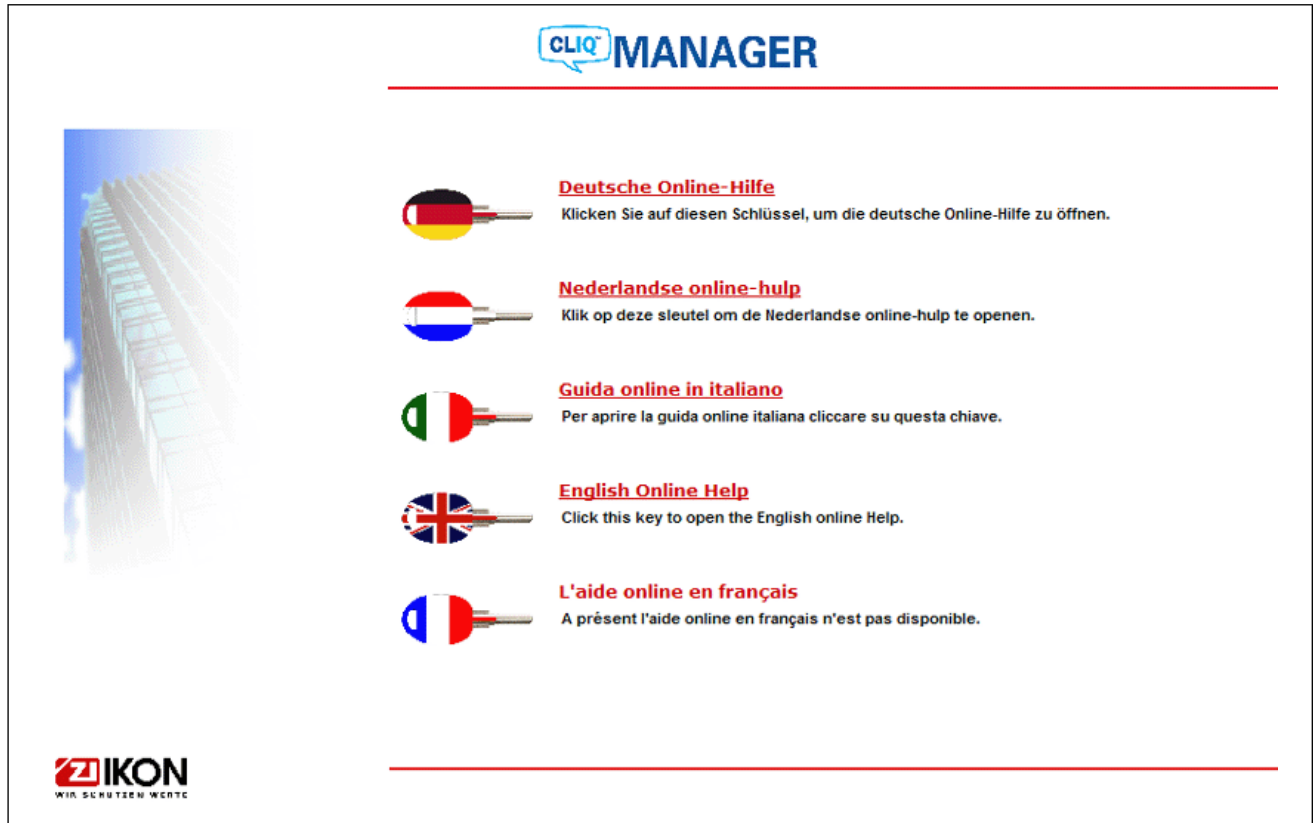 CLIQ™ MANAGER
Deutsche Online-Hilfe
Klicken Sie auf diesen Schlüssel, um die deutsche Online-Hilfe zu öffnen.
Nederlandse online-hulp
Klik op deze sleutel om de Nederlandse online-hulp te openen.
Guida online in italiano
Per aprire la guida online italiana cliccare su questa chiave.
English Online Help
Click this key to open the English online Help.
L'aide online en français
A présent l'aide online en français n'est pas disponible.
ZI IKON
WIR SCHÜTZEN WERTE